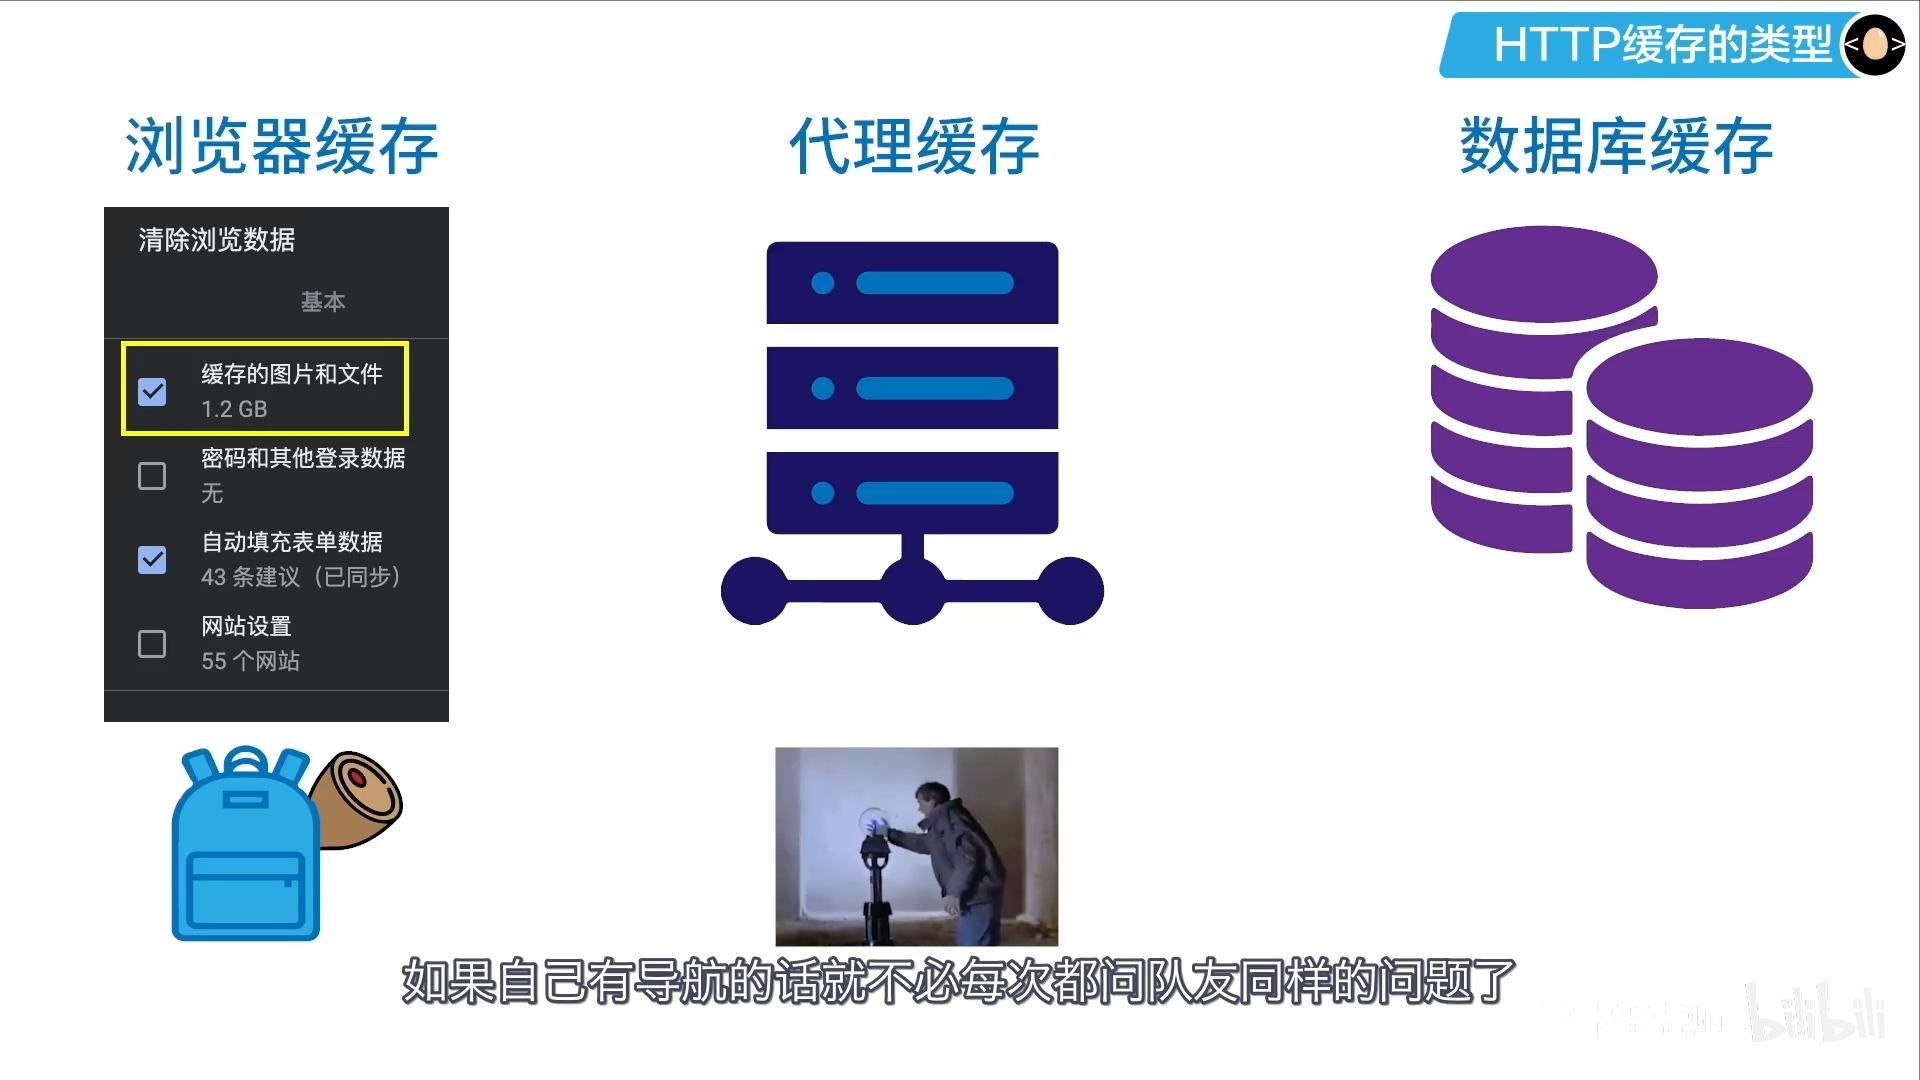 HTTP缓存的类型
< >
浏览器缓存
代理缓存
数据库缓存
清除浏览数据
基本
缓存的图片和文件
1.2 GB
密码和其他登录数据
无
自动填充表单数据
43 条建议（已同步）
网站设置
55 个网站
如果自己有导航的话就不必每次都问队友同样的问题了
bilibili